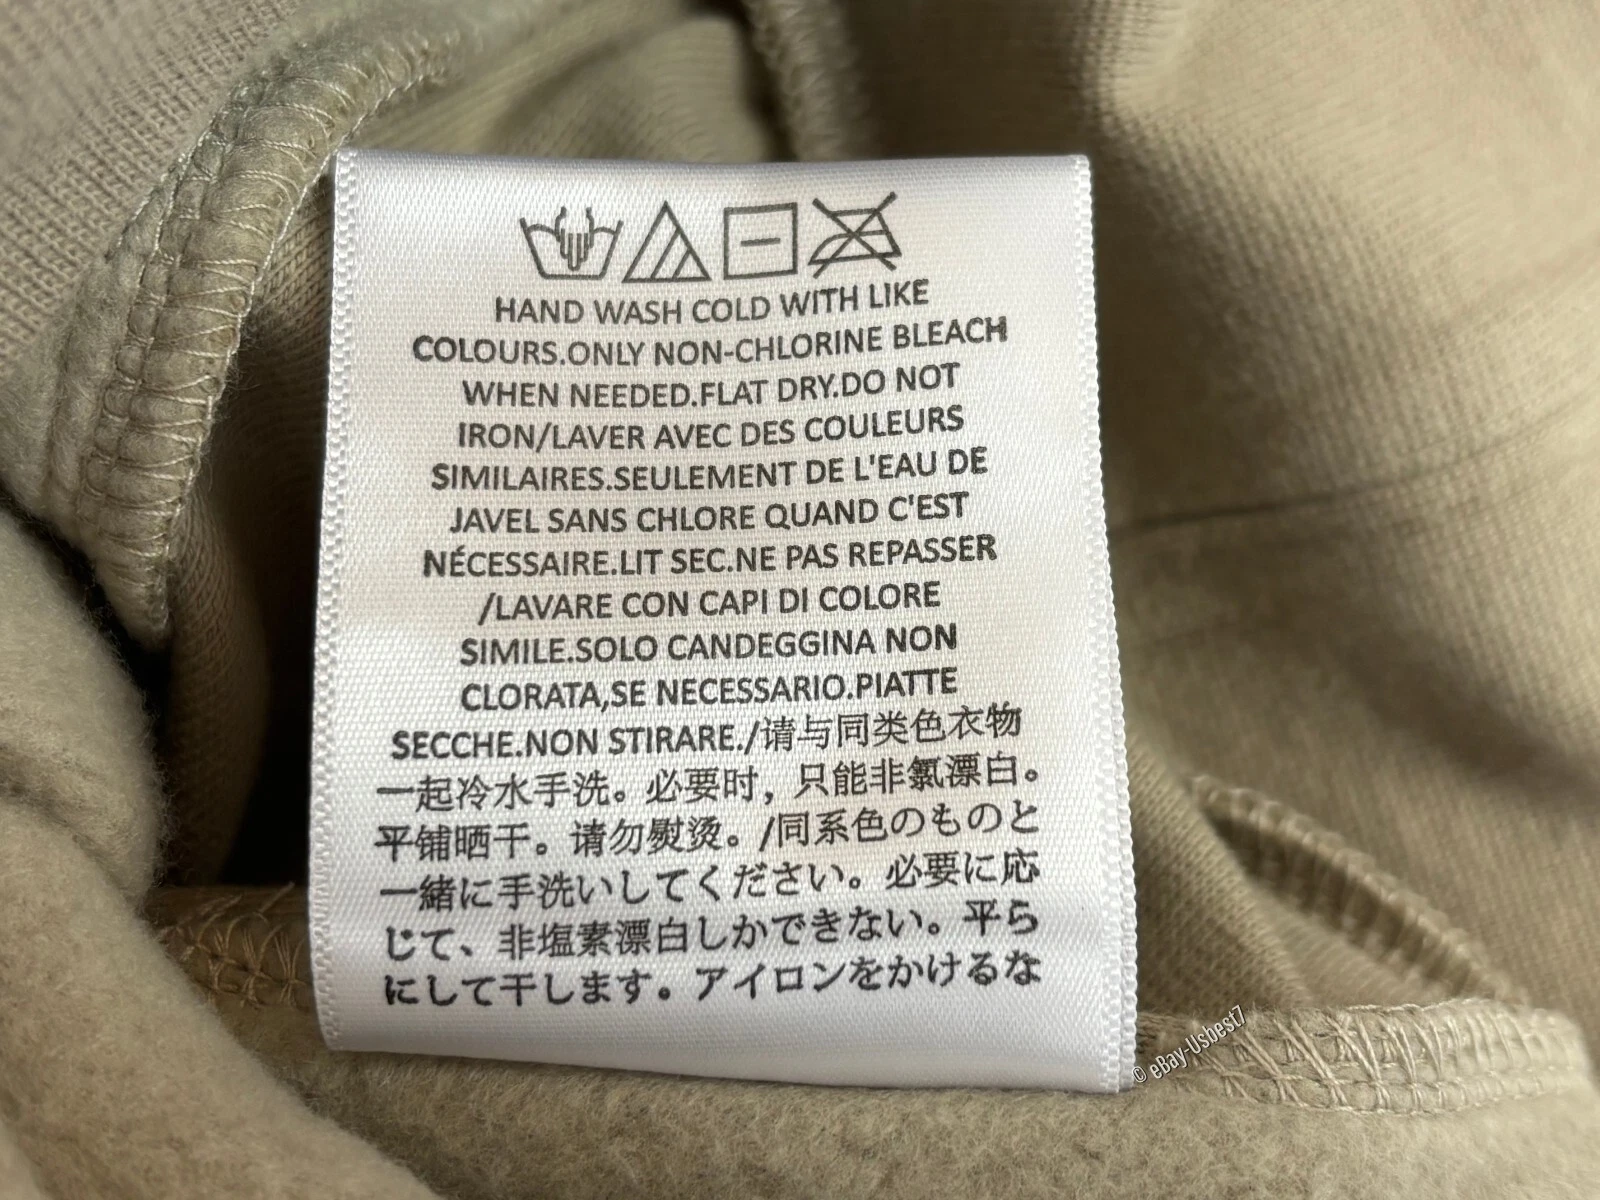 HAND WASH COLD WITH LIKE
COLOURS.ONLY NON-CHLORINE BLEACH
WHEN NEEDED.FLAT DRY.DO NOT
IRON/LAVER AVEC DES COULEURS
SIMILAIRES.SEULEMENT DE L'EAU DE
JAVEL SANS CHLORE QUAND C'EST
NÉCESSAIRE.LIT SEC.NE PAS REPASSER
/LAVARE CON CAPI DI COLORE
SIMILE.SOLO CANDEGGINA NON
CLORATA,SE NECESSARIO.PIATTE
SECCHE.NON STIRARE./请与同类色衣物
一起冷水手洗。必要时，只能非氯漂白。
平铺晒干。请勿熨烫。/同系色のものと
一緒に手洗いしてください。必要に応
じて、非塩素漂白しかできない。平ら
にして干します。アイロンをかけるな
© eBay-Usbest7